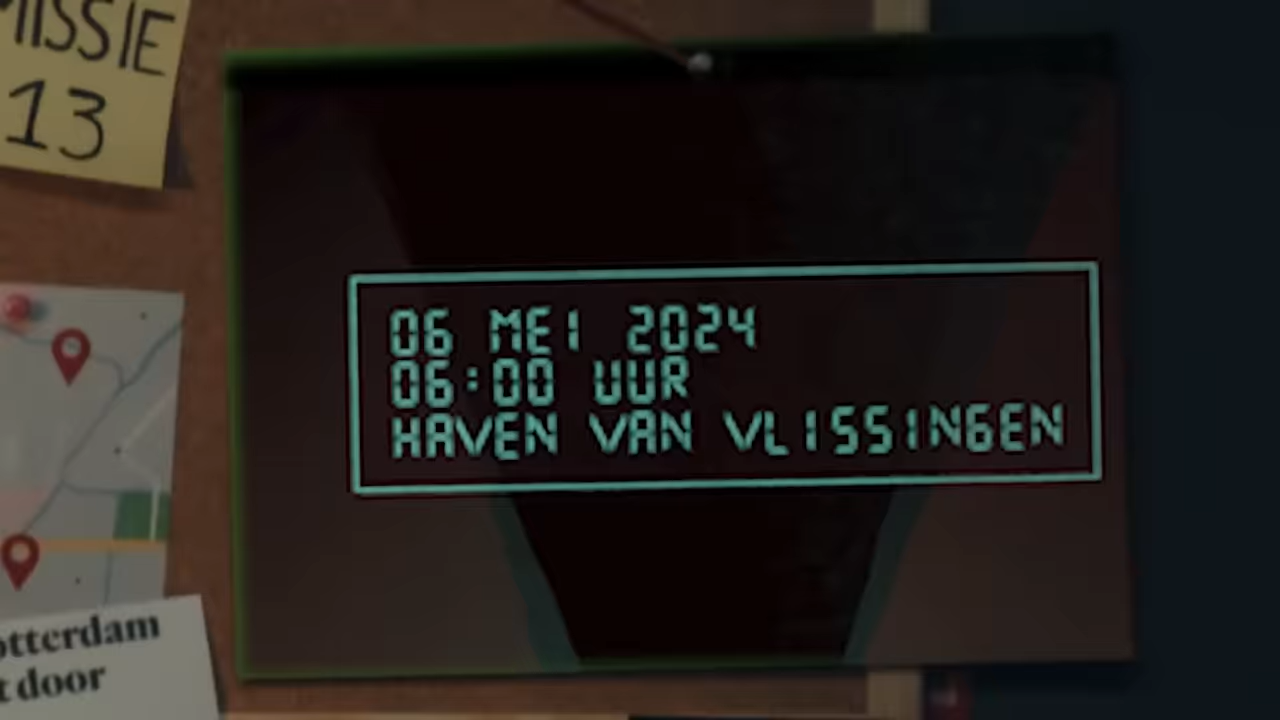 MISSIE
13
06 MEI 2024
06:00 UUR
HAVEN VAN VLISSINGEN
otterdam
t door